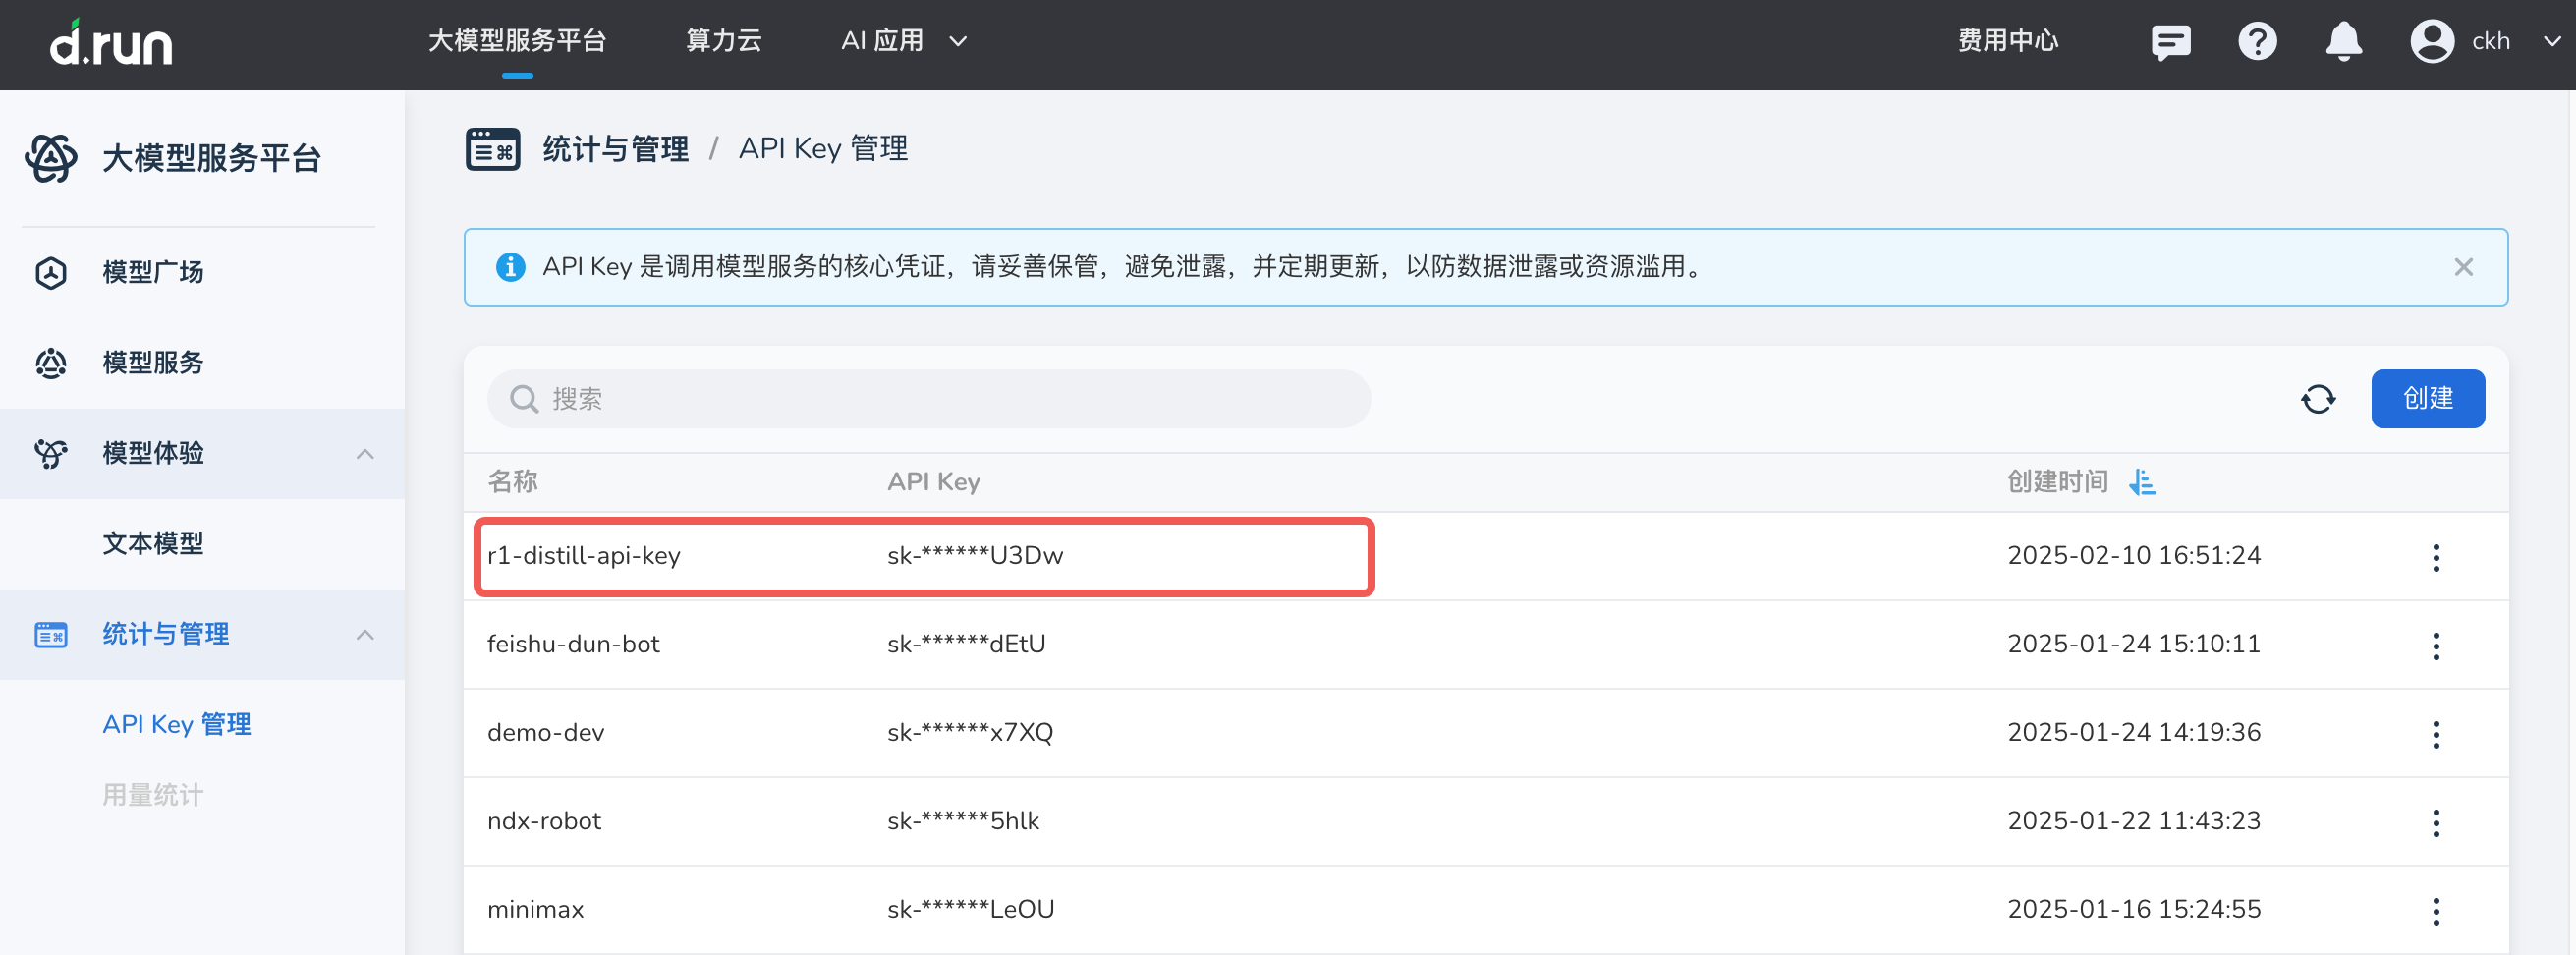 d.run 大模型服务平台 算力云 AI 应用 费用中心 ckh
大模型服务平台
模型广场
模型服务
模型体验
文本模型
统计与管理
API Key 管理
用量统计
统计与管理 / API Key 管理
API Key 是调用模型服务的核心凭证，请妥善保管，避免泄露，并定期更新，以防数据泄露或资源滥用。
搜索
创建
名称 API Key 创建时间
r1-distill-api-key sk-******U3Dw 2025-02-10 16:51:24
feishu-dun-bot sk-******dEtU 2025-01-24 15:10:11
demo-dev sk-******x7XQ 2025-01-24 14:19:36
ndx-robot sk-******5hlk 2025-01-22 11:43:23
minimax sk-******LeOU 2025-01-16 15:24:55